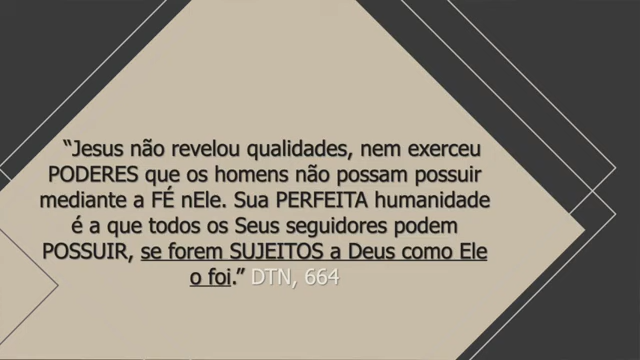 “Jesus não revelou qualidades, nem exerceu
PODERES que os homens não possam possuir
mediante a FÉ nEle. Sua PERFEITA humanidade
é a que todos os Seus seguidores podem
POSSUIR, se forem SUJEITOS a Deus como Ele
o foi.” DTN, 664